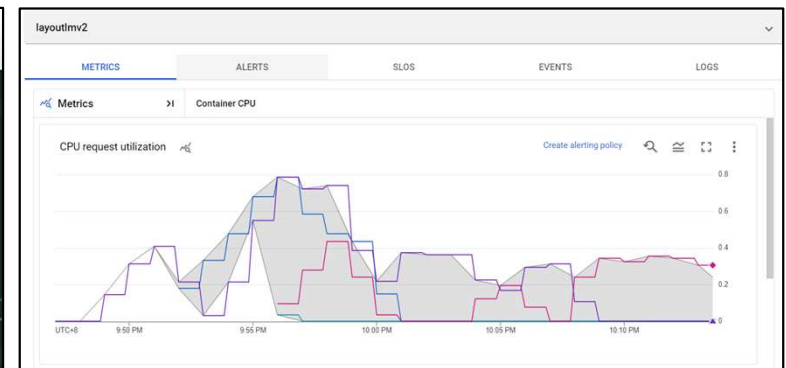 layoutlmv2
METRICS ALERTS SLOS EVENTS LOGS
Metrics Container CPU
CPU request utilization Create alerting policy
0.8
0.6
0.4
0.2
0
UTC+8 9:50 PM 9:55 PM 10:00 PM 10:05 PM 10:10 PM